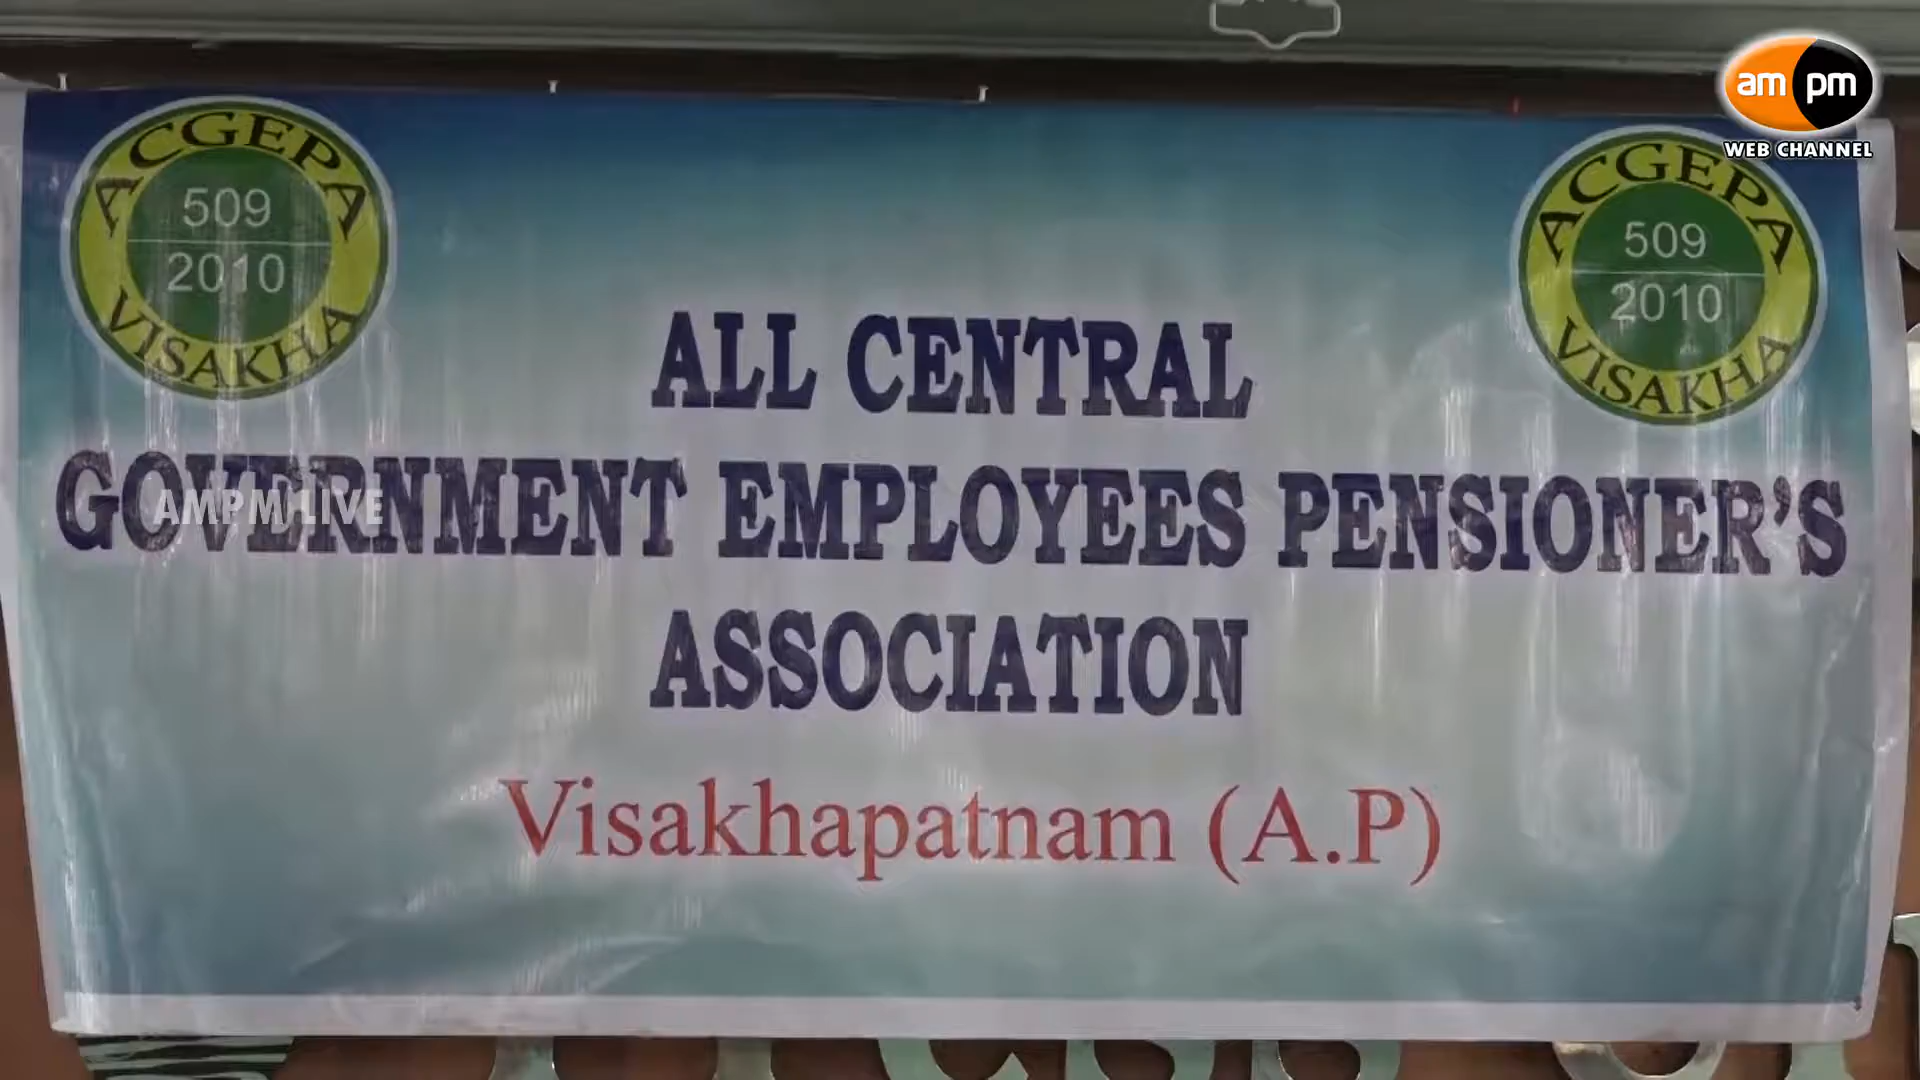 am pm
WEB CHANNEL
ACGEPA
509
2010
VISAKHA
ACGEPA
509
2010
VISAKHA
ALL CENTRAL
GOVERNMENT EMPLOYEES PENSIONER'S
AMPM LIVE
ASSOCIATION
Visakhapatnam (A.P)